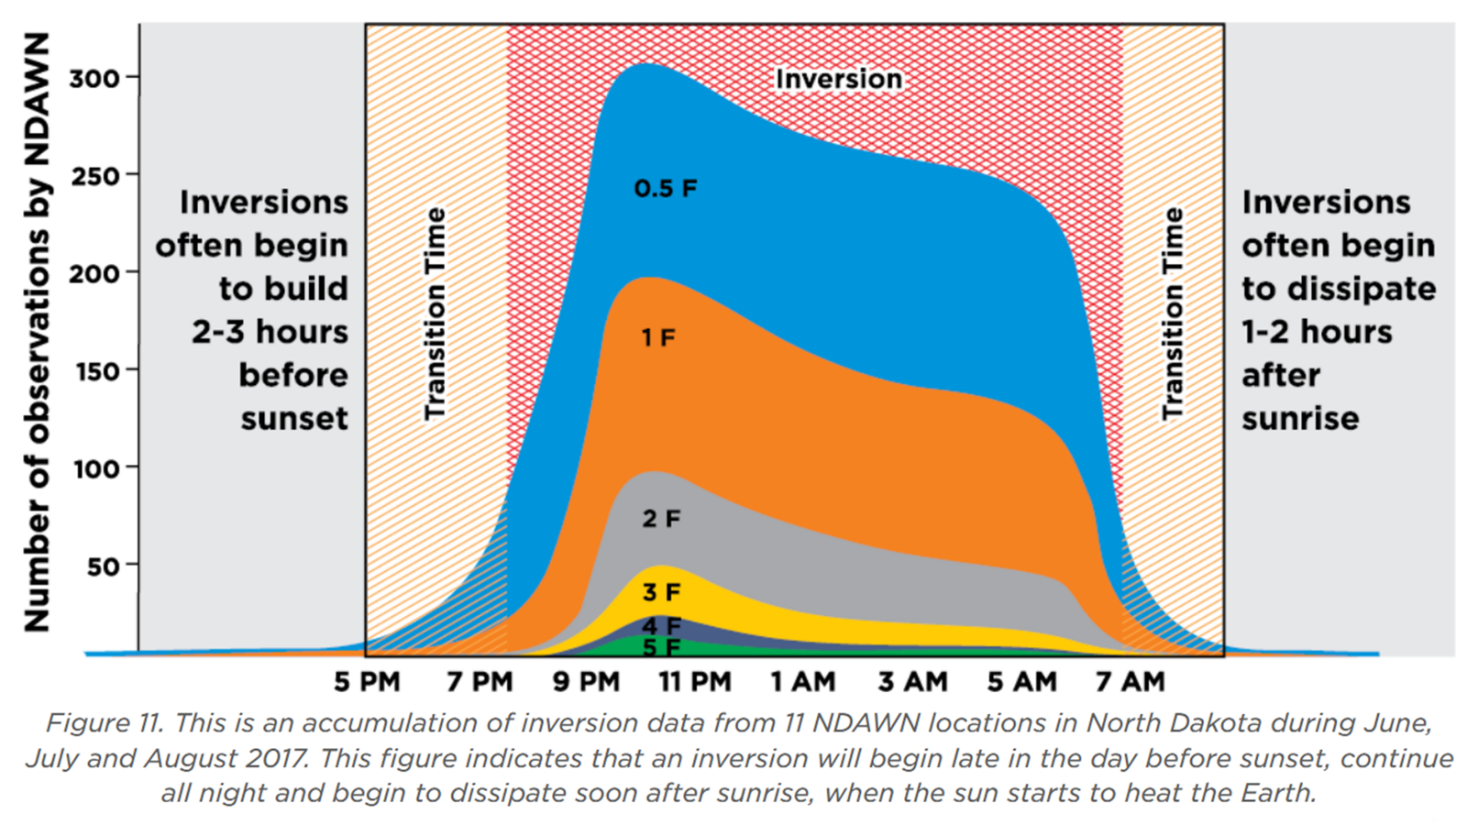 Number of observations by NDAWN
300
250
200
150
100
50
Inversions
often begin
to build
2-3 hours
before
sunset
Transition Time
Inversion
0.5 F
1 F
2 F
3 F
4 F
5 F
Transition Time
Inversions
often begin
to dissipate
1-2 hours
after
sunrise
5 PM 7 PM 9 PM 11 PM 1 AM 3 AM 5 AM 7 AM
Figure 11. This is an accumulation of inversion data from 11 NDAWN locations in North Dakota during June,
July and August 2017. This figure indicates that an inversion will begin late in the day before sunset, continue
all night and begin to dissipate soon after sunrise, when the sun starts to heat the Earth.